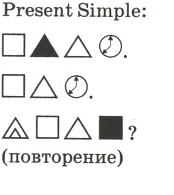 Present Simple:
.
.
?
(повторение)